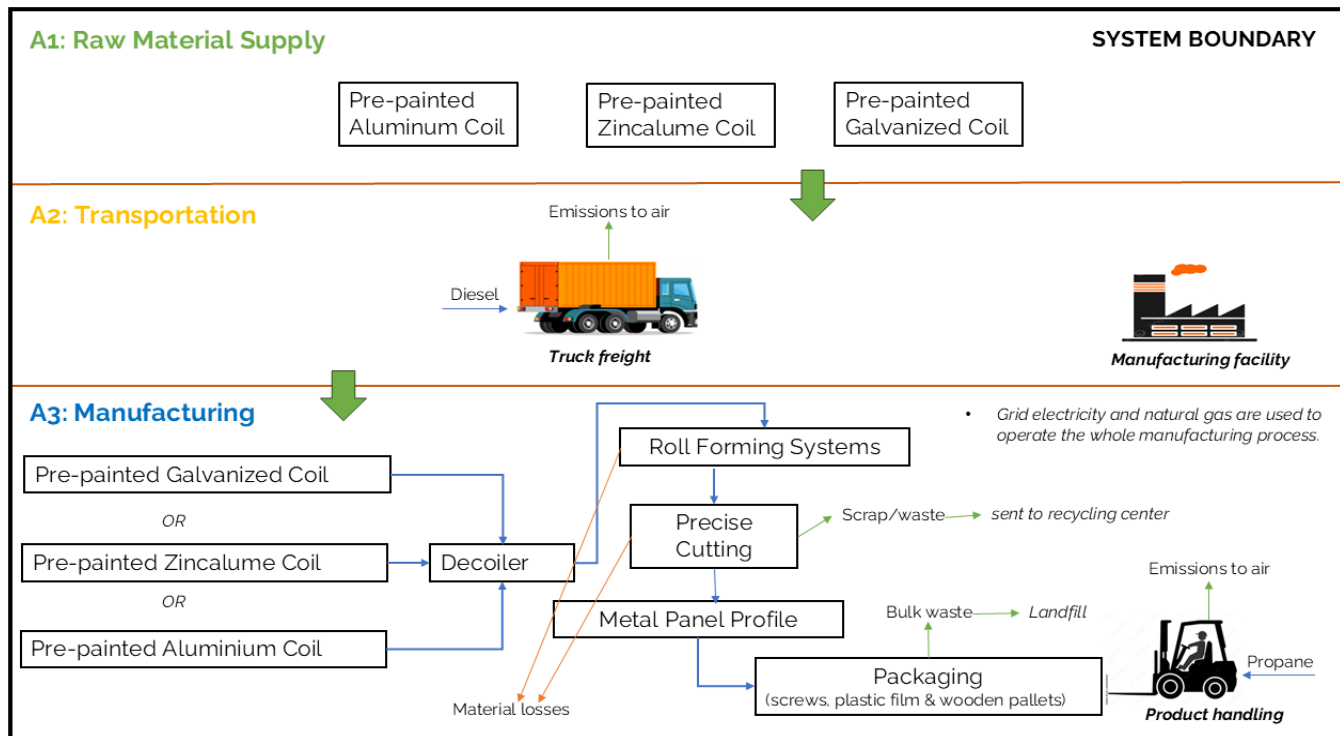 A1: Raw Material Supply
SYSTEM BOUNDARY
Pre-painted
Aluminum Coil
Pre-painted
Zincalume Coil
Pre-painted
Galvanized Coil
A2: Transportation
Emissions to air
Diesel
Truck freight
Manufacturing facility
A3: Manufacturing
• Grid electricity and natural gas are used to
operate the whole manufacturing process.
Roll Forming Systems
Pre-painted Galvanized Coil
OR
Pre-painted Zincalume Coil
OR
Pre-painted Aluminium Coil
Decoiler
Precise
Cutting
Scrap/waste
sent to recycling center
Metal Panel Profile
Bulk waste
Landfill
Emissions to air
Propane
Packaging
(screws, plastic film & wooden pallets)
Material losses
Product handling